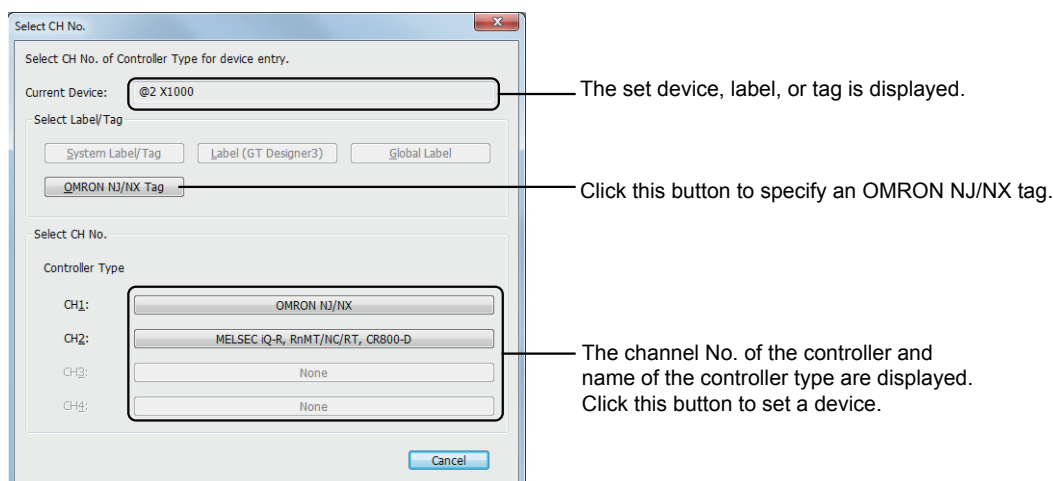 Select CH No.
x
Select CH No. of Controller Type for device entry.
Current Device: @2 X1000
The set device, label, or tag is displayed.
Select Label/Tag
System Label/Tag Label (GT Designer3) Global Label
OMRON NJ/NX Tag
Click this button to specify an OMRON NJ/NX tag.
Select CH No.
Controller Type
CH1: OMRON NJ/NX
CH2: MELSEC iQ-R, RnMT/NC/RT, CR800-D
CH3: None
CH4: None
The channel No. of the controller and
name of the controller type are displayed.
Click this button to set a device.
Cancel